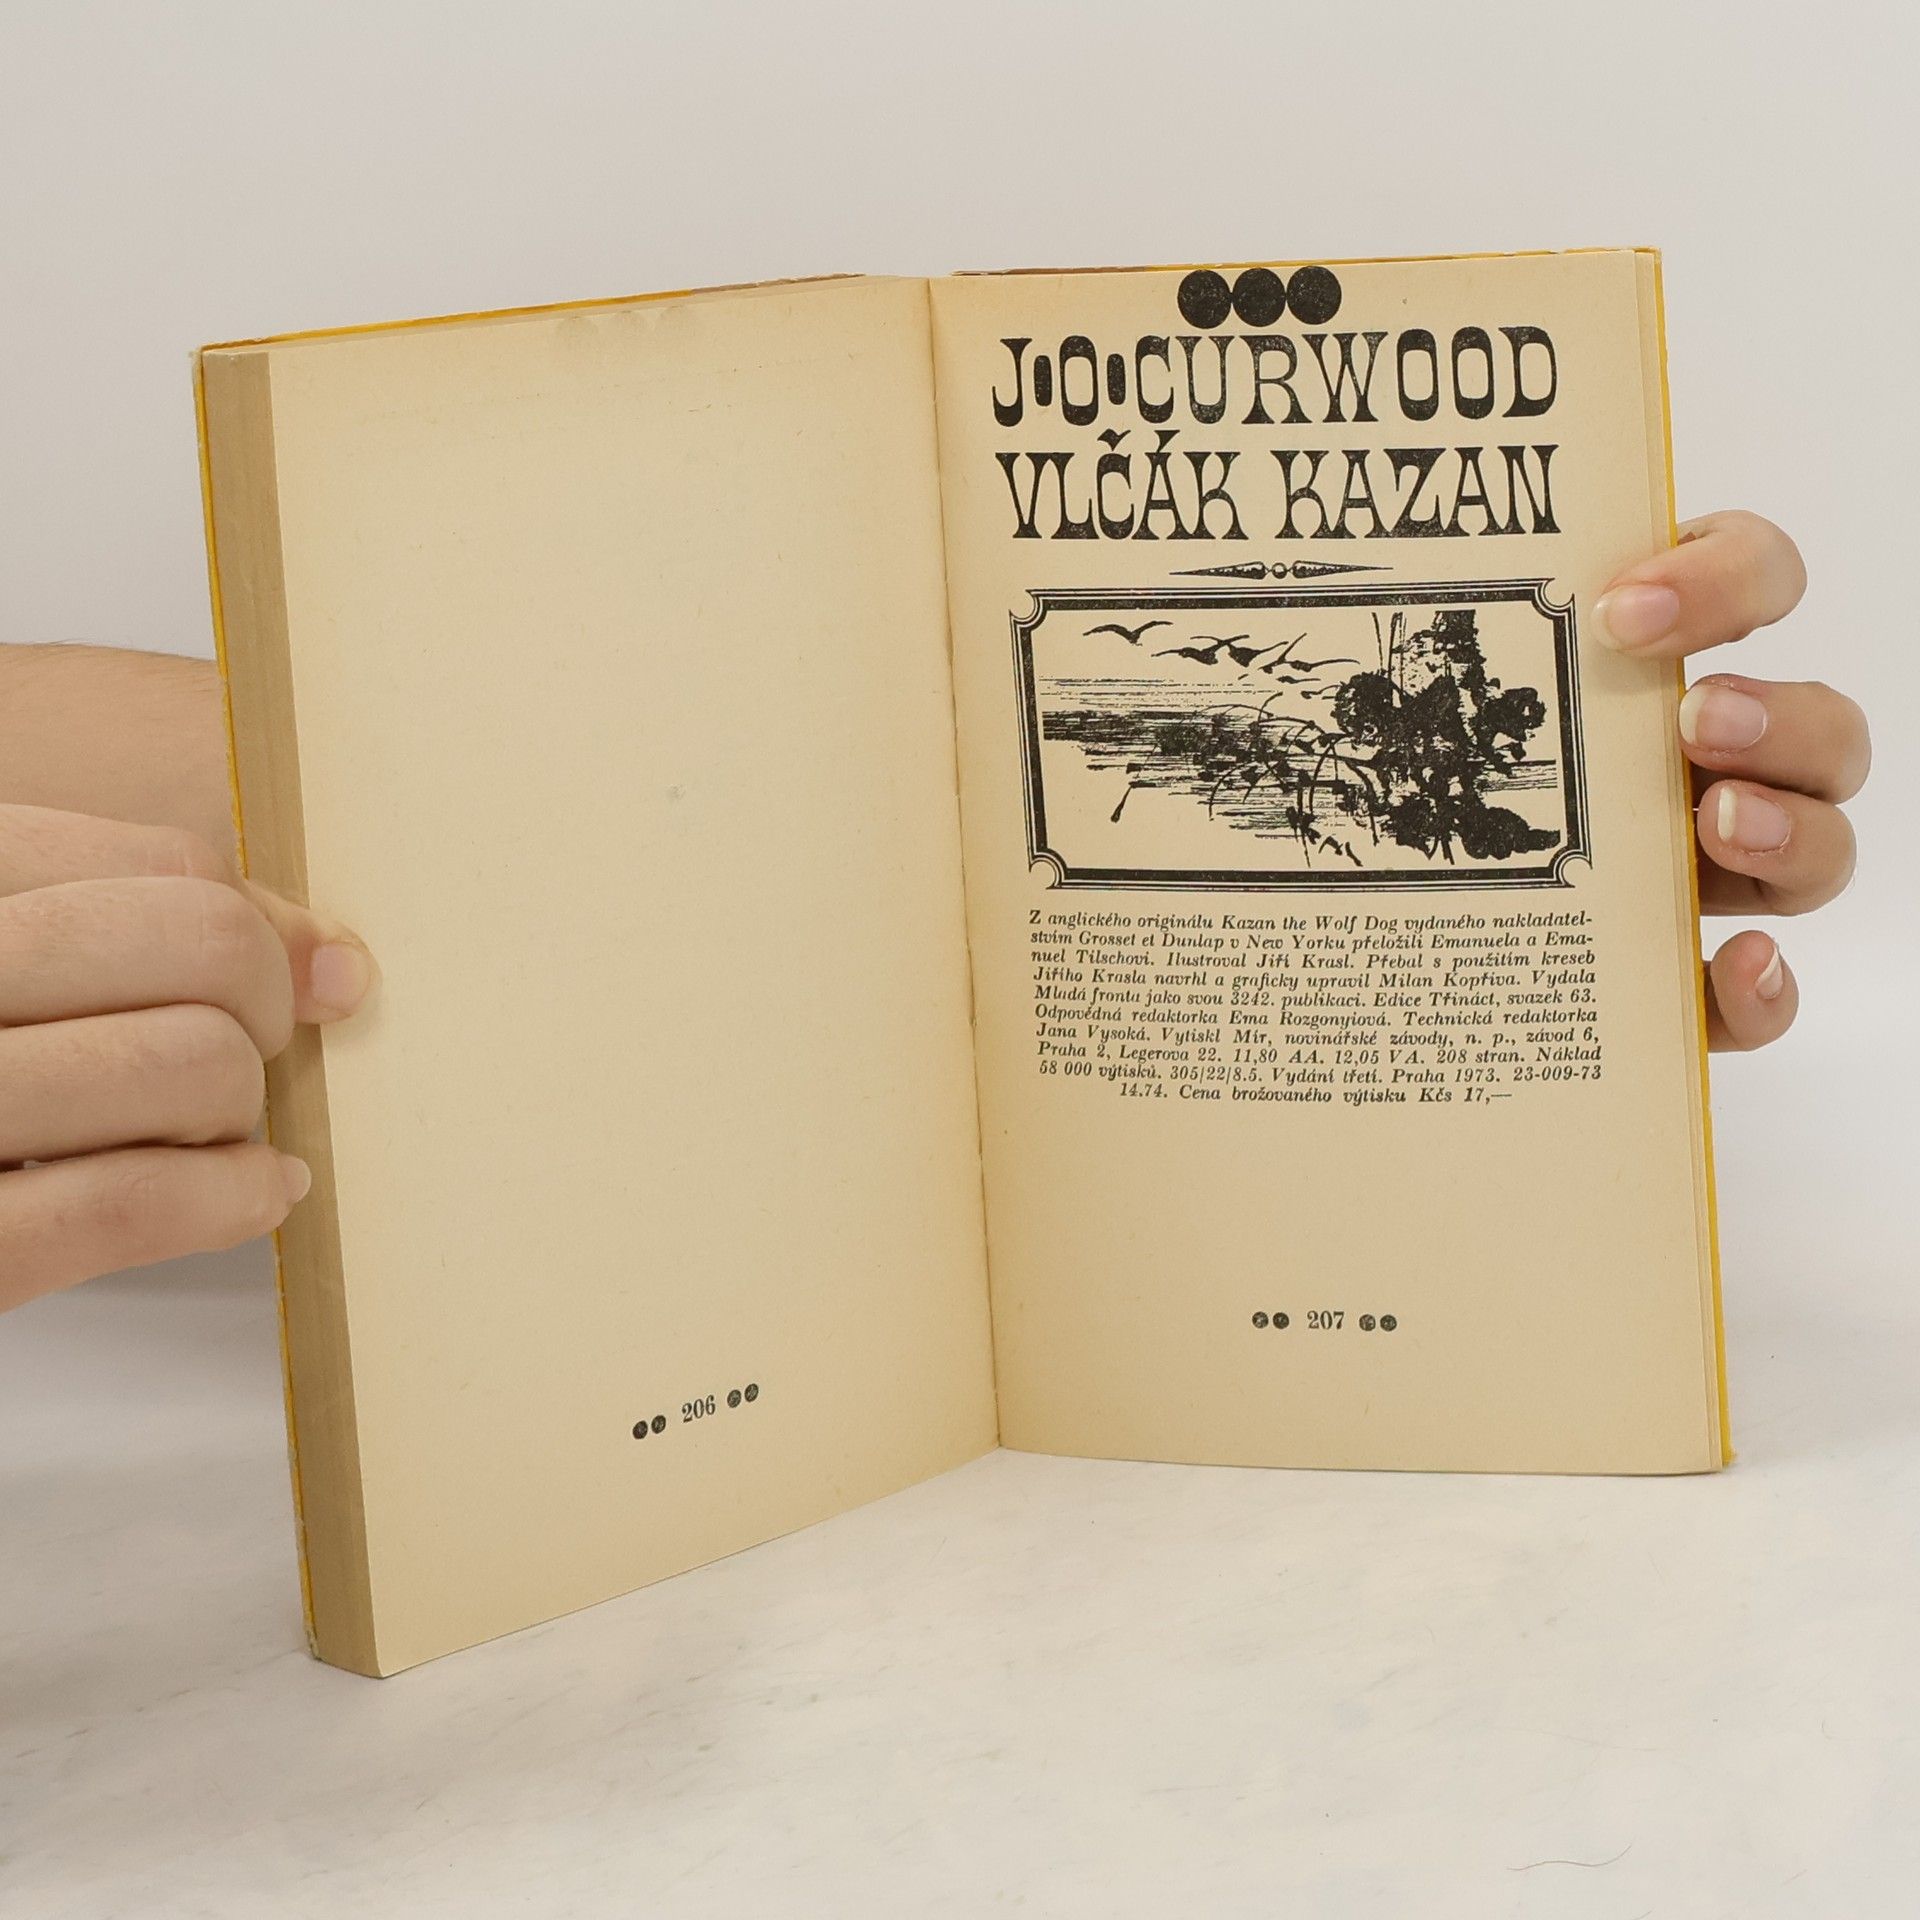 J•O•CURWOOD
VLČÁK KAZAN
Z anglického originálu Kazan the Wolf Dog vydaného nakladatel-
stvím Grosset et Dunlap v New Yorku přeložili Emanuela a Ema-
nuel Tilschovi. Ilustroval Jiří Krasl. Přebal s použitím kreseb
Jiřího Krasla navrhl a graficky upravil Milan Kopřiva. Vydala
Mladá fronta jako svou 3242. publikaci. Edice Třináct, svazek 63.
Odpovědná redaktorka Ema Rozgonyiová. Technická redaktorka
Jana Vysoká. Vytiskl Mír, novinářské závody, n. p., závod 6,
Praha 2, Legerova 22. 11,80 AA. 12,05 VA. 208 stran. Náklad
58 000 výtisků. 305/22/8.5. Vydání třetí. Praha 1973. 23-009-73
14.74. Cena brožovaného výtisku Kčs 17,—
207
206